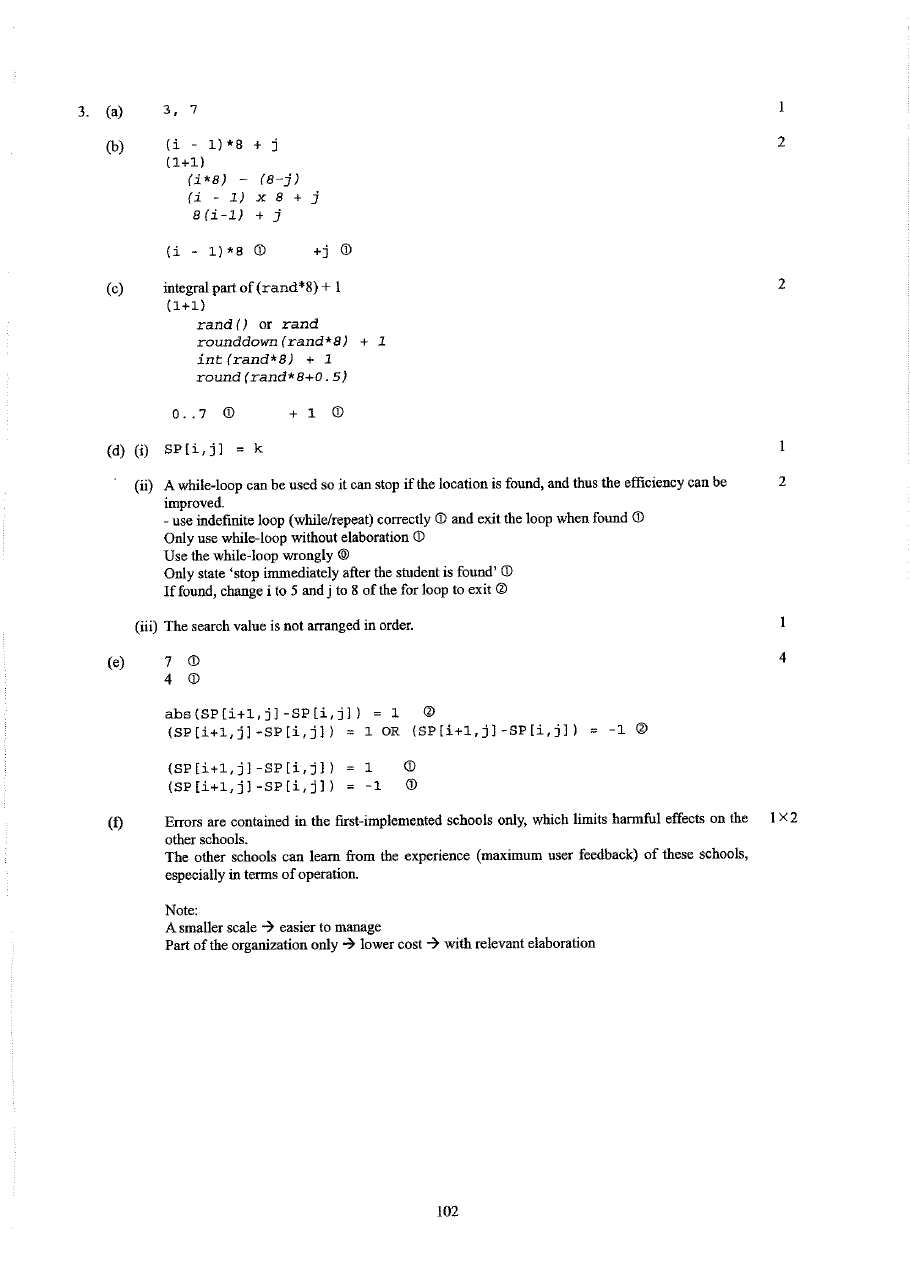 3. (a) 3, 7 1
(b) (i - 1)*8 + j 2
(1+1)
(i*8) - (8-j)
(i - 1) x 8 + j
8(i-1) + j
(i - 1)*8 ① +j ①
(c) integral part of (rand*8) + 1 2
(1+1)
rand() or rand
rounddown(rand*8) + 1
int(rand*8) + 1
round(rand*8+0.5)
0..7 ① + 1 ①
(d) (i) SP[i,j] = k 1
(ii) A while-loop can be used so it can stop if the location is found, and thus the efficiency can be 2
improved.
- use indefinite loop (while/repeat) correctly ① and exit the loop when found ①
Only use while-loop without elaboration ①
Use the while-loop wrongly ⓪
Only state ‘stop immediately after the student is found’ ①
If found, change i to 5 and j to 8 of the for loop to exit ②
(iii) The search value is not arranged in order. 1
(e) 7 ① 4
4 ①
abs(SP[i+1,j]-SP[i,j]) = 1 ②
(SP[i+1,j]-SP[i,j]) = 1 OR (SP[i+1,j]-SP[i,j]) = -1 ②
(SP[i+1,j]-SP[i,j]) = 1 ①
(SP[i+1,j]-SP[i,j]) = -1 ①
(f) Errors are contained in the first-implemented schools only, which limits harmful effects on the 1×2
other schools.
The other schools can learn from the experience (maximum user feedback) of these schools,
especially in terms of operation.
Note:
A smaller scale → easier to manage
Part of the organization only → lower cost → with relevant elaboration
102